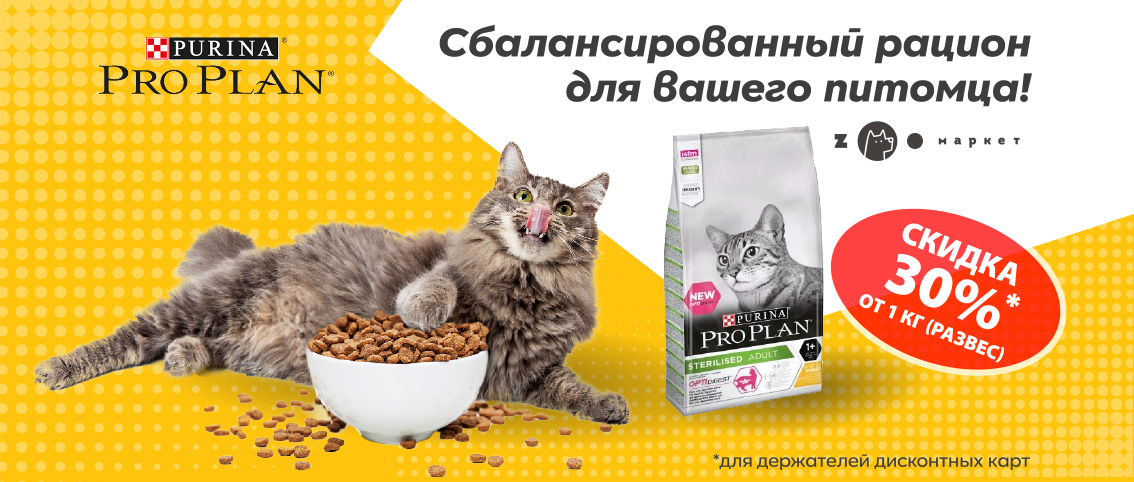 PURINA
PRO PLAN
Сбалансированный рацион
для вашего питомца!
z маркет
СКИДКА
30%*
ОТ 1 КГ (РАЗВЕС)
NEW
PURINA
PRO PLAN
STERILISED ADULT
1+
OPTIDIGEST
*для держателей дисконтных карт